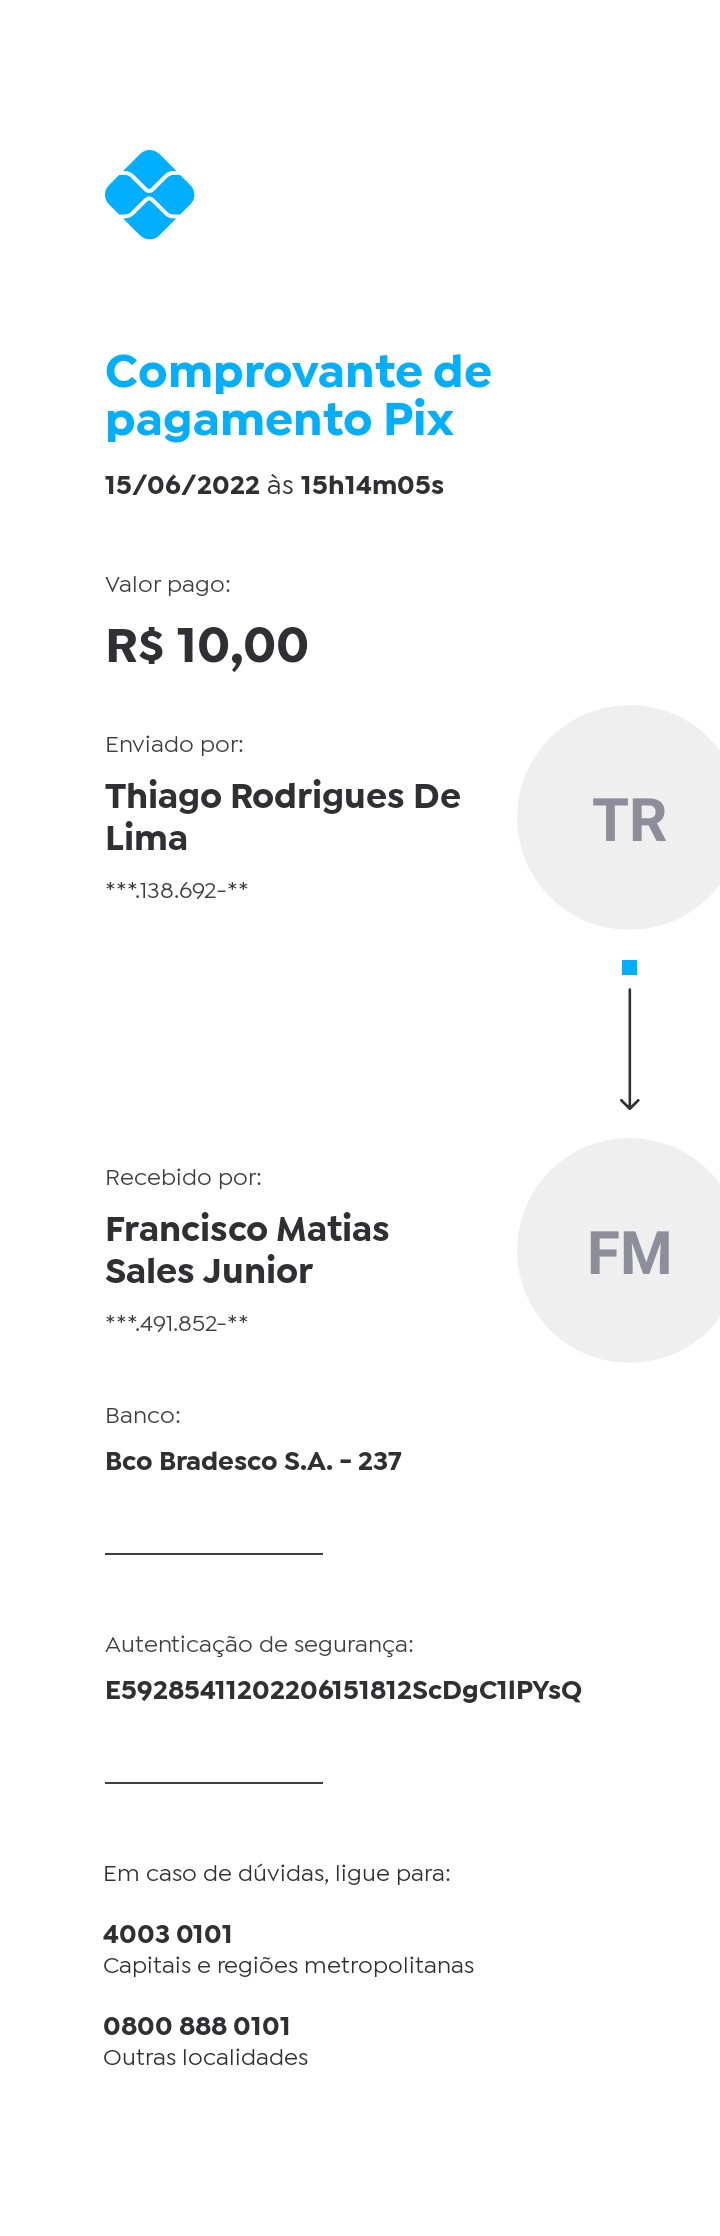 Comprovante de
pagamento Pix
15/06/2022 às 15h14m05s
Valor pago:
R$ 10,00
Enviado por:
Thiago Rodrigues De
Lima
***.138.692-**
TR
Recebido por:
Francisco Matias
Sales Junior
***.491.852-**
FM
Banco:
Bco Bradesco S.A. - 237
Autenticação de segurança:
E59285411202206151812ScDgC1IPYsQ
Em caso de dúvidas, ligue para:
4003 0101
Capitais e regiões metropolitanas
0800 888 0101
Outras localidades